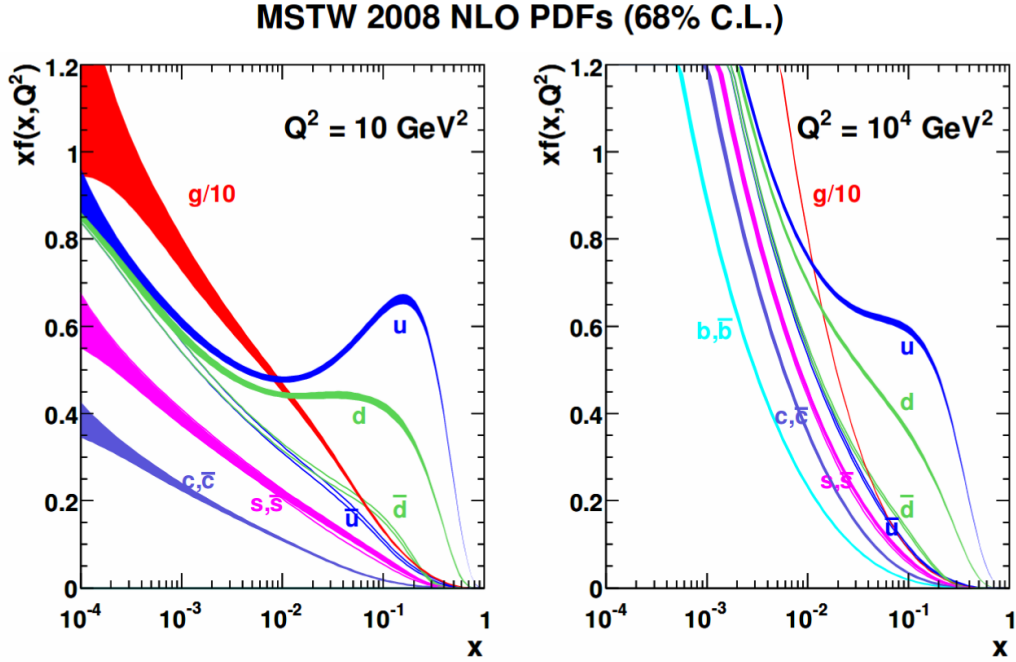 MSTW 2008 NLO PDFs (68% C.L.)
xf(x,Q²)
1.2
1
0.8
0.6
0.4
0.2
0
Q² = 10 GeV²
g/10
u
d
c,c̅
s,s̅
u̅
d̅
10⁻⁴
10⁻³
10⁻²
10⁻¹
1
x
xf(x,Q²)
1.2
1
0.8
0.6
0.4
0.2
0
Q² = 10⁴ GeV²
g/10
b,b̅
u
d
c,c̅
s,s̅
d̅
u̅
10⁻⁴
10⁻³
10⁻²
10⁻¹
1
x